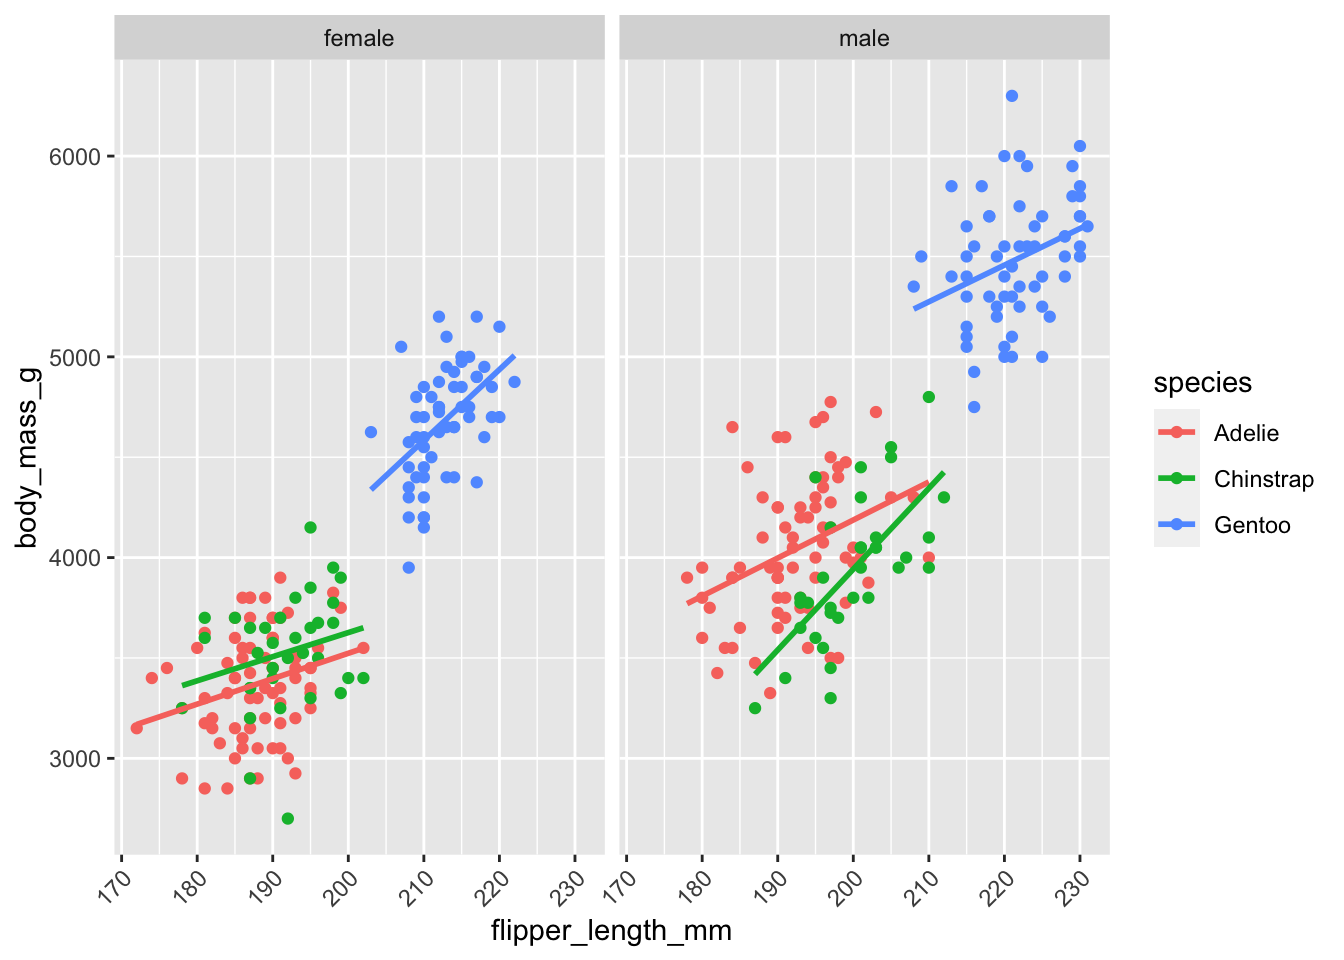 female
male
6000
5000
4000
3000
body_mass_g
170 180 190 200 210 220 230
170 180 190 200 210 220 230
flipper_length_mm
species
Adelie
Chinstrap
Gentoo